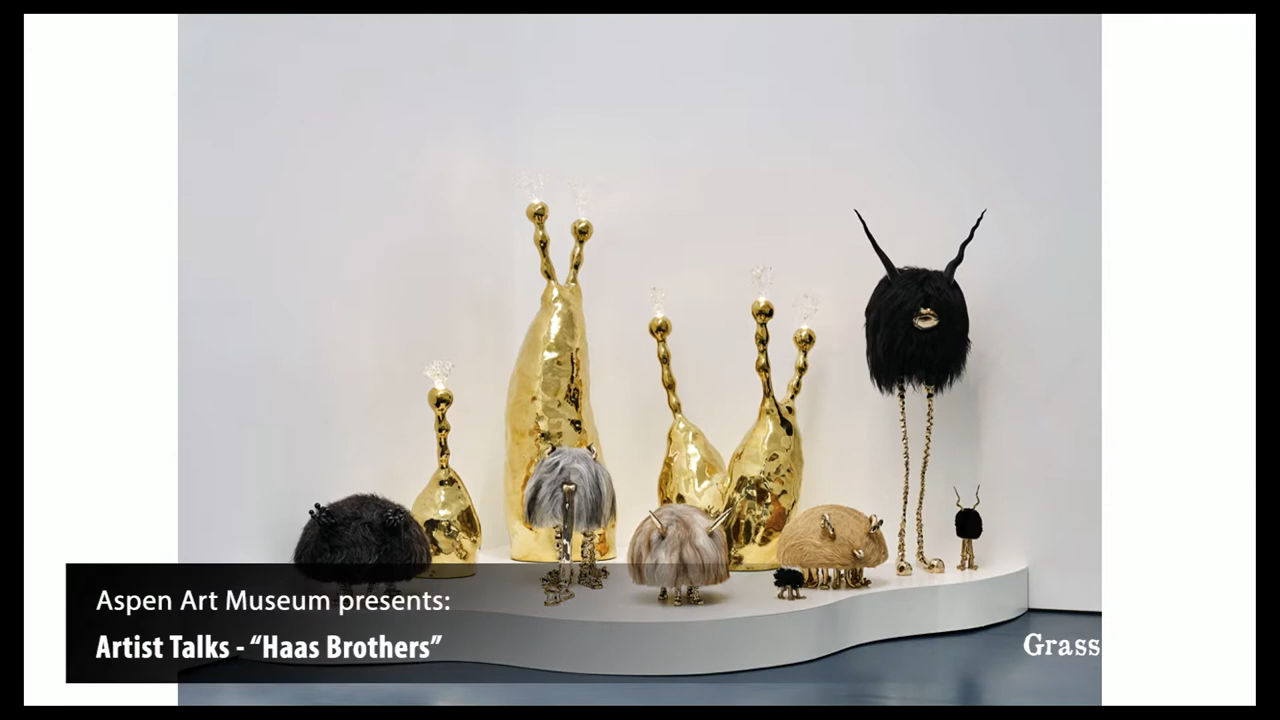 Aspen Art Museum presents:
Artist Talks - “Haas Brothers”
Grass